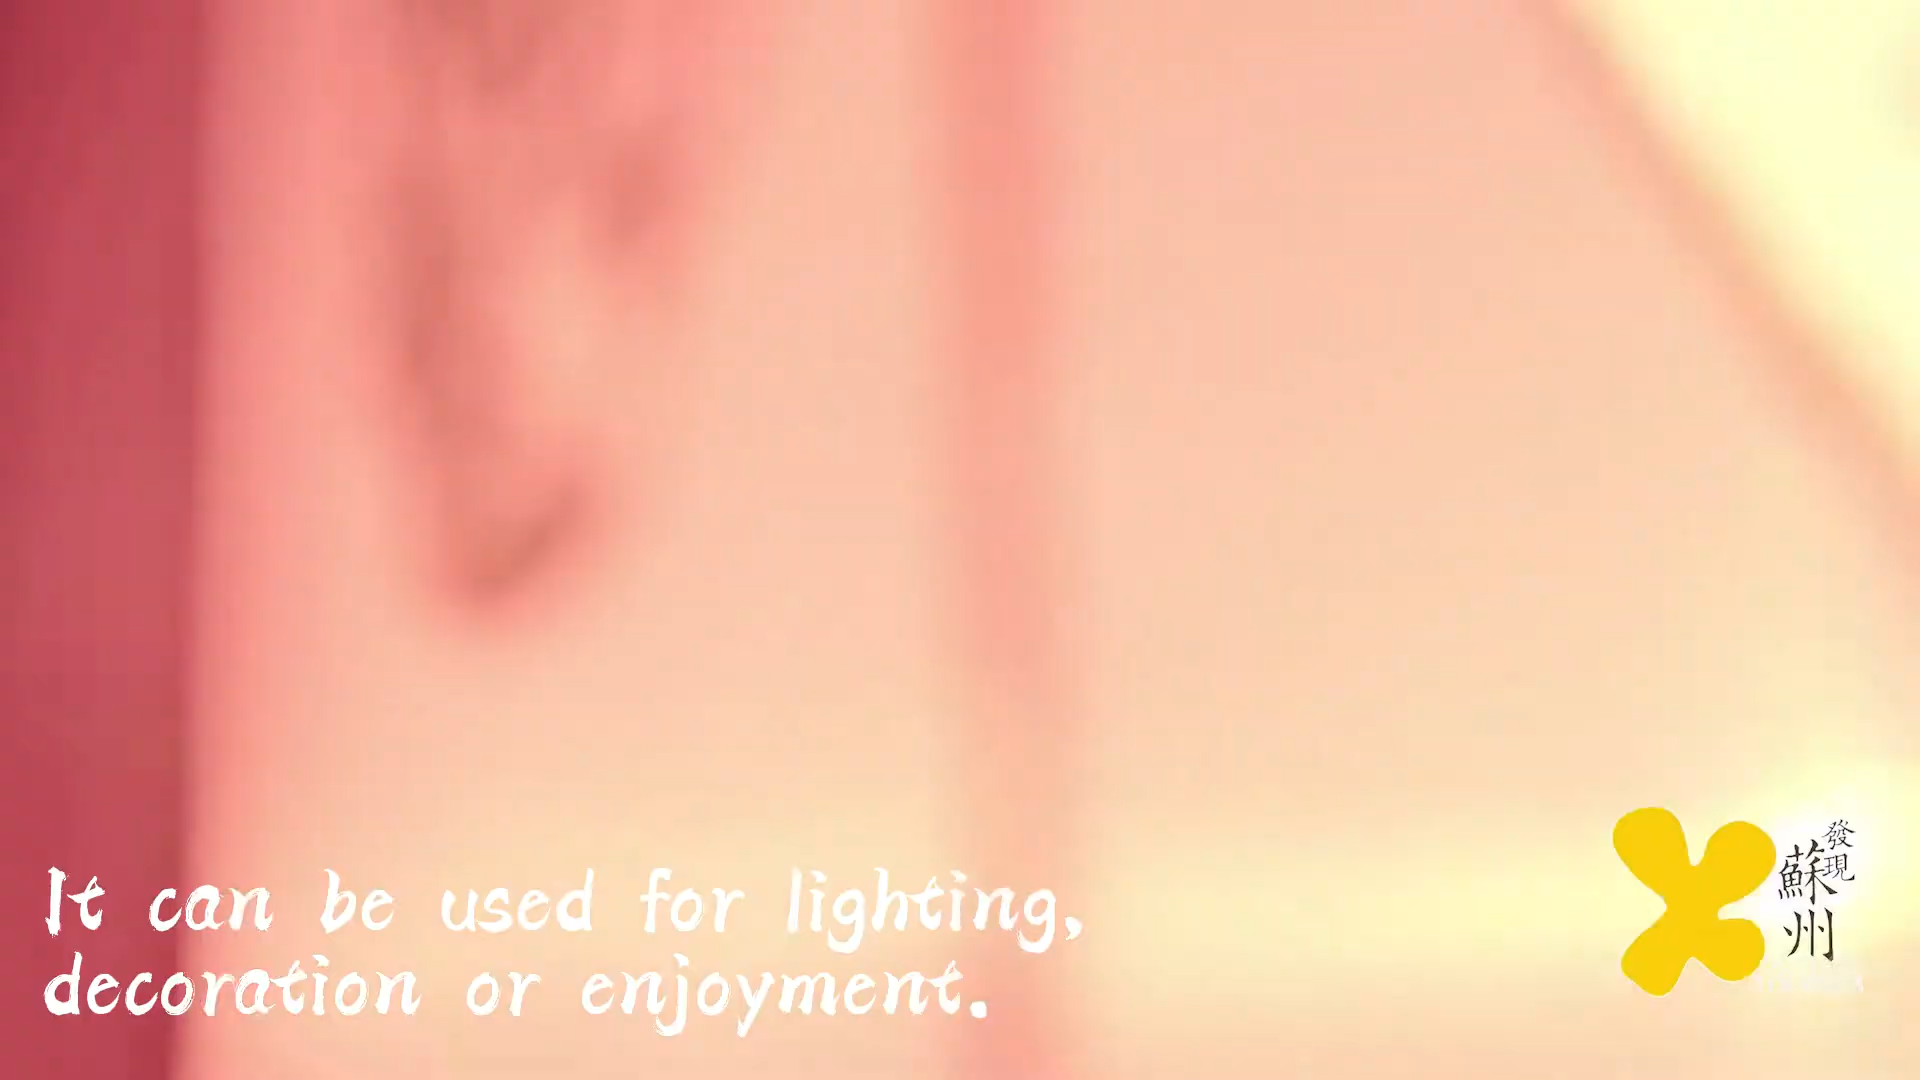 It can be used for lighting,
decoration or enjoyment.
發現
蘇州